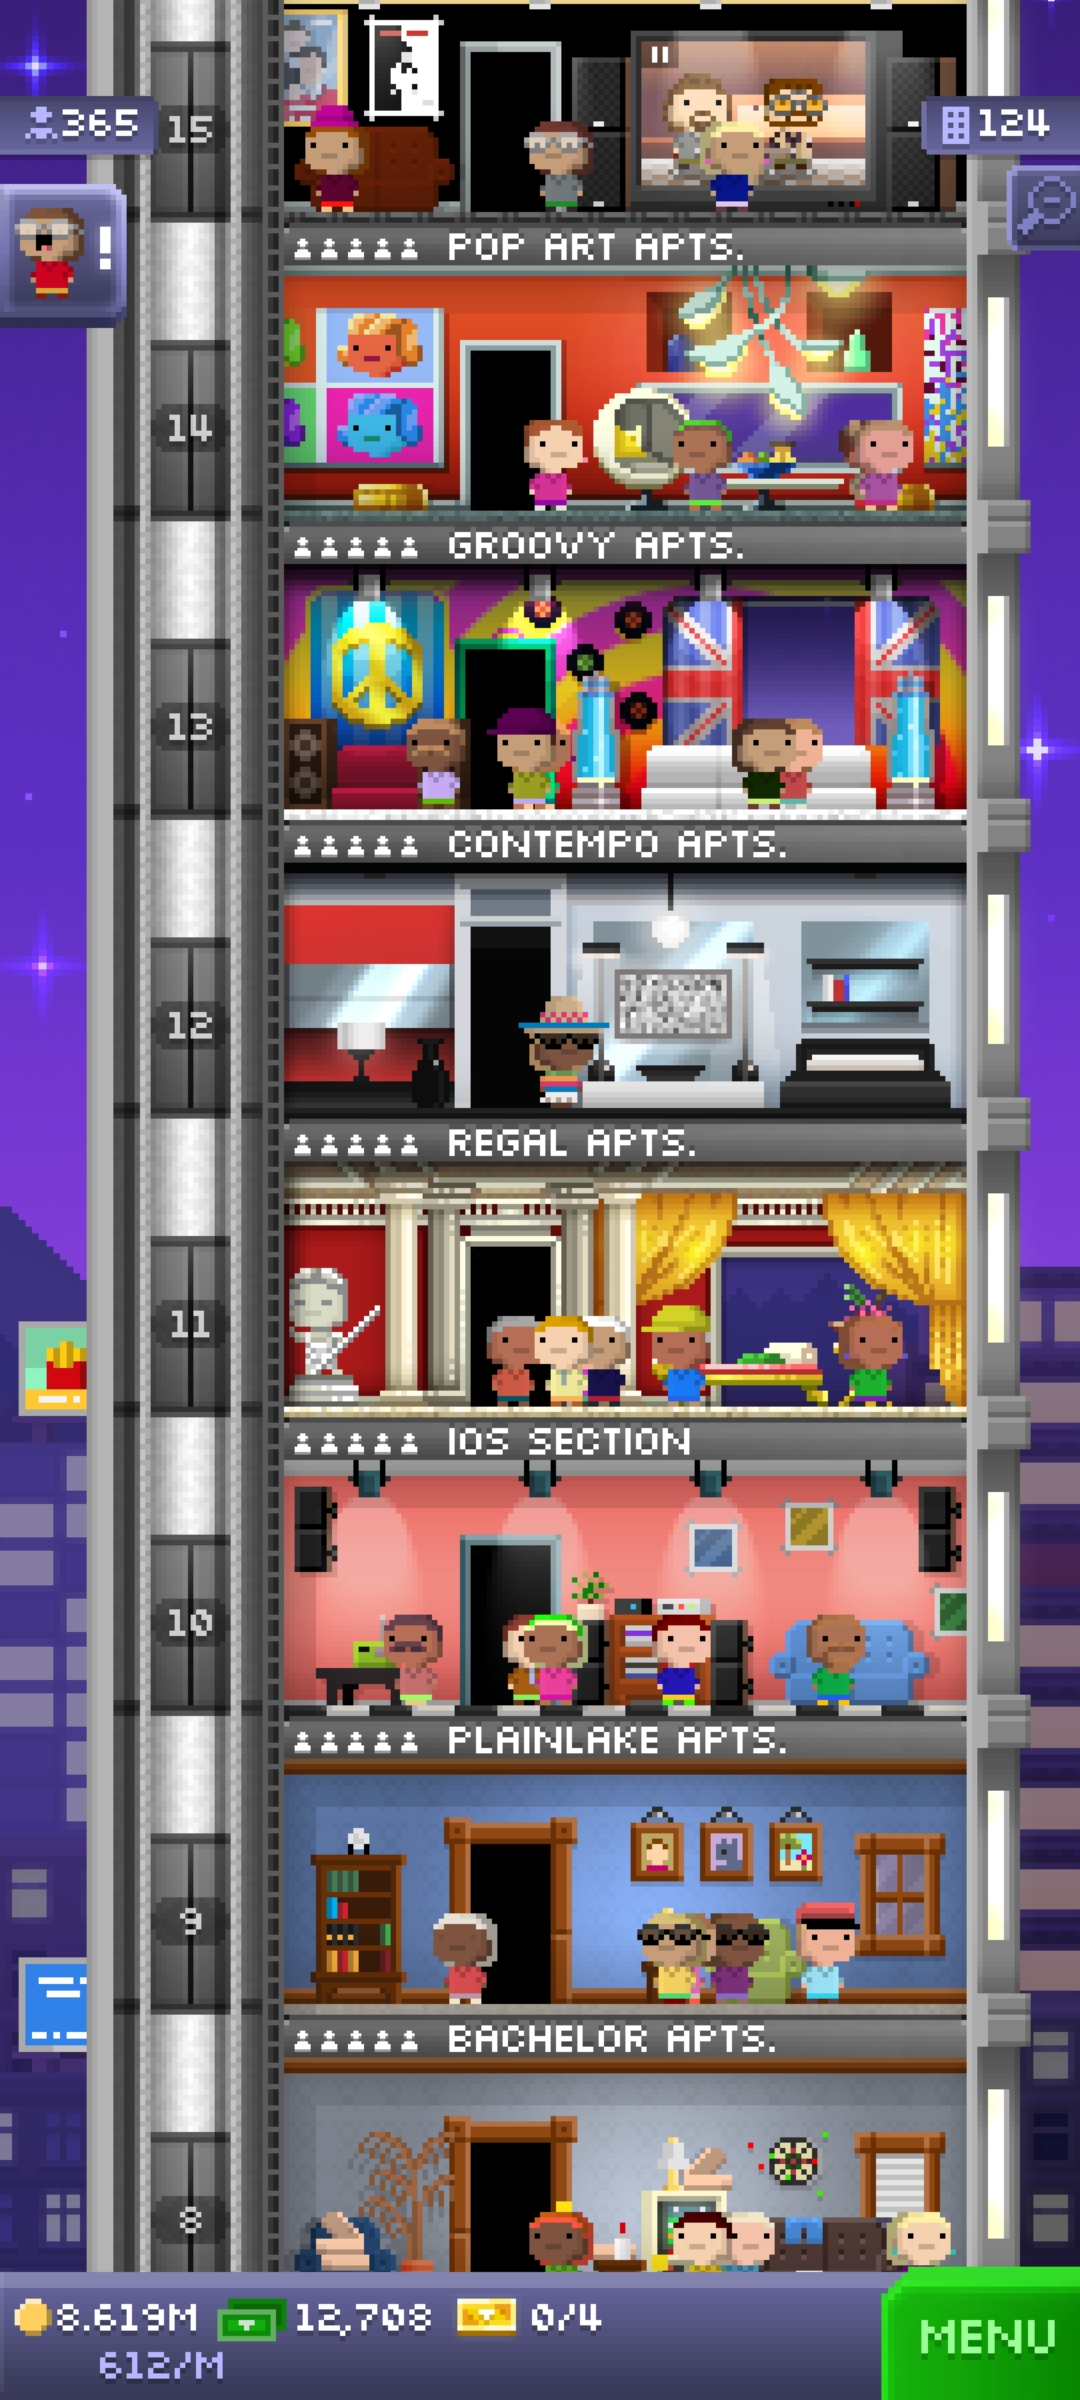 365
15
124
!
POP ART APTS.
14
GROOVY APTS.
13
CONTEMPO APTS.
12
REGAL APTS.
11
IOS SECTION
10
PLAINLAKE APTS.
9
BACHELOR APTS.
8
8.619M 12,708 0/4
612/M
MENU